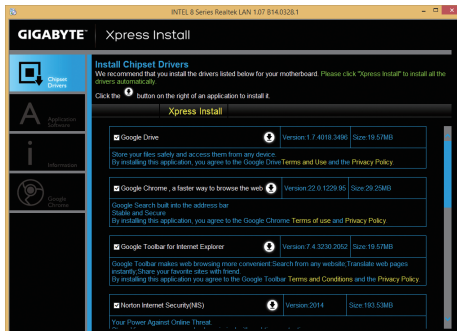 INTEL 8 Series Realtek LAN 1.07 B14.0328.1
GIGABYTE™ Xpress Install
Chipset
Drivers
Application
Software
Information
Google
Chrome
Install Chipset Drivers
We recommend that you install the drivers listed below for your motherboard. Please click "Xpress Install" to install all the
drivers automatically.
Click the button on the right of an application to install it.
Xpress Install
Google Drive Version:1.7.4018.3496 Size:19.57MB
Store your files safely and access them from any device.
By installing this application, you agree to the Google DriveTerms and Use and the Privacy Policy.
Google Chrome , a faster way to browse the web Version:22.0.1229.95 Size:29.25MB
Google Search built into the address bar
Stable and Secure
By installing this application, you agree to the Google Chrome Terms of use and Privacy Policy.
Google Toolbar for Internet Explorer Version:7.4.3230.2052 Size:19.57MB
Google Toolbar makes web browsing more convenient:Search from any website;Translate web pages
instantly;Share your favorite sites with friend.
By installing this application you agree to the Google Toolbar Terms and Conditions and the Privacy Policy.
Norton Internet Security(NIS) Version:2014 Size:193.53MB
Your Power Against Online Threat.